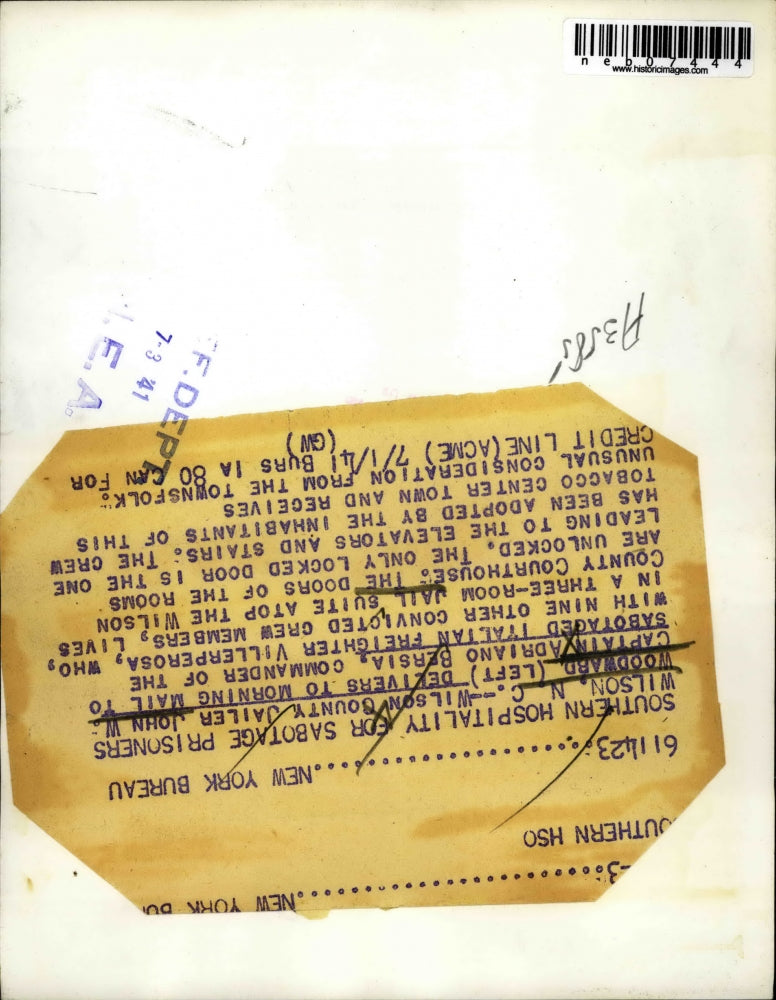 neb07444
www.historicimages.com
A3585
F. DEPT.
7-3 '41
.E.A.
-3:..............................NEW YORK BU
OUTHERN HSO
611423:..............................NEW YORK BUREAU
SOUTHERN HOSPITALITY FOR SABOTAGE PRISONERS
WILSON, N. C.--WILSON COUNTY JAILER JOHN W.
WOODWARD (LEFT) DELIVERS TO MORNING MAIL TO
CAPTAIN ADRIANO BERSIA, COMMANDER OF THE
SABOTAGED ITALIAN FREIGHTER VILLERPEROSA, WHO,
WITH NINE OTHER CONVICTED CREW MEMBERS, LIVES
IN A THREE-ROOM JAIL SUITE ATOP THE WILSON
COUNTY COURTHOUSE. THE DOORS OF THE ROOMS
ARE UNLOCKED. THE ONLY LOCKED DOOR IS THE ONE
LEADING TO THE ELEVATORS AND STAIRS. THE CREW
HAS BEEN ADOPTED BY THE INHABITANTS OF THIS
TOBACCO CENTER TOWN AND RECEIVES
UNUSUAL CONSIDERATION FROM THE TOWNSFOLK.
CREDIT LINE (ACME) 7/1/41 BURS 1A 80 CAN FOR
(GW)